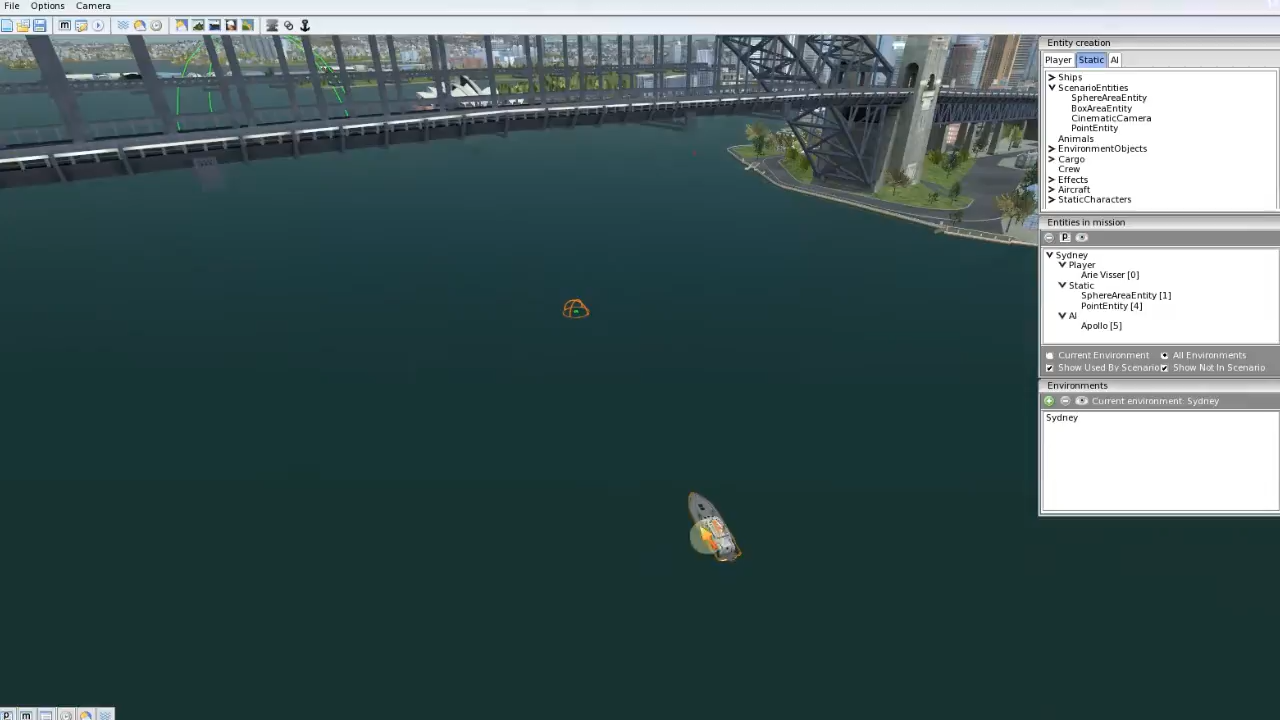 File Options Camera
Entity creation
Player Static AI
Ships
ScenarioEntities
SphereAreaEntity
BoxAreaEntity
CinematicCamera
PointEntity
Animals
EnvironmentObjects
Cargo
Crew
Effects
Aircraft
StaticCharacters
Entities in mission
P
Sydney
Player
Arie Visser [0]
Static
SphereAreaEntity [1]
PointEntity [4]
AI
Apollo [5]
Current Environment All Environments
Show Used By Scenario Show Not In Scenario
Environments
Current environment: Sydney
Sydney